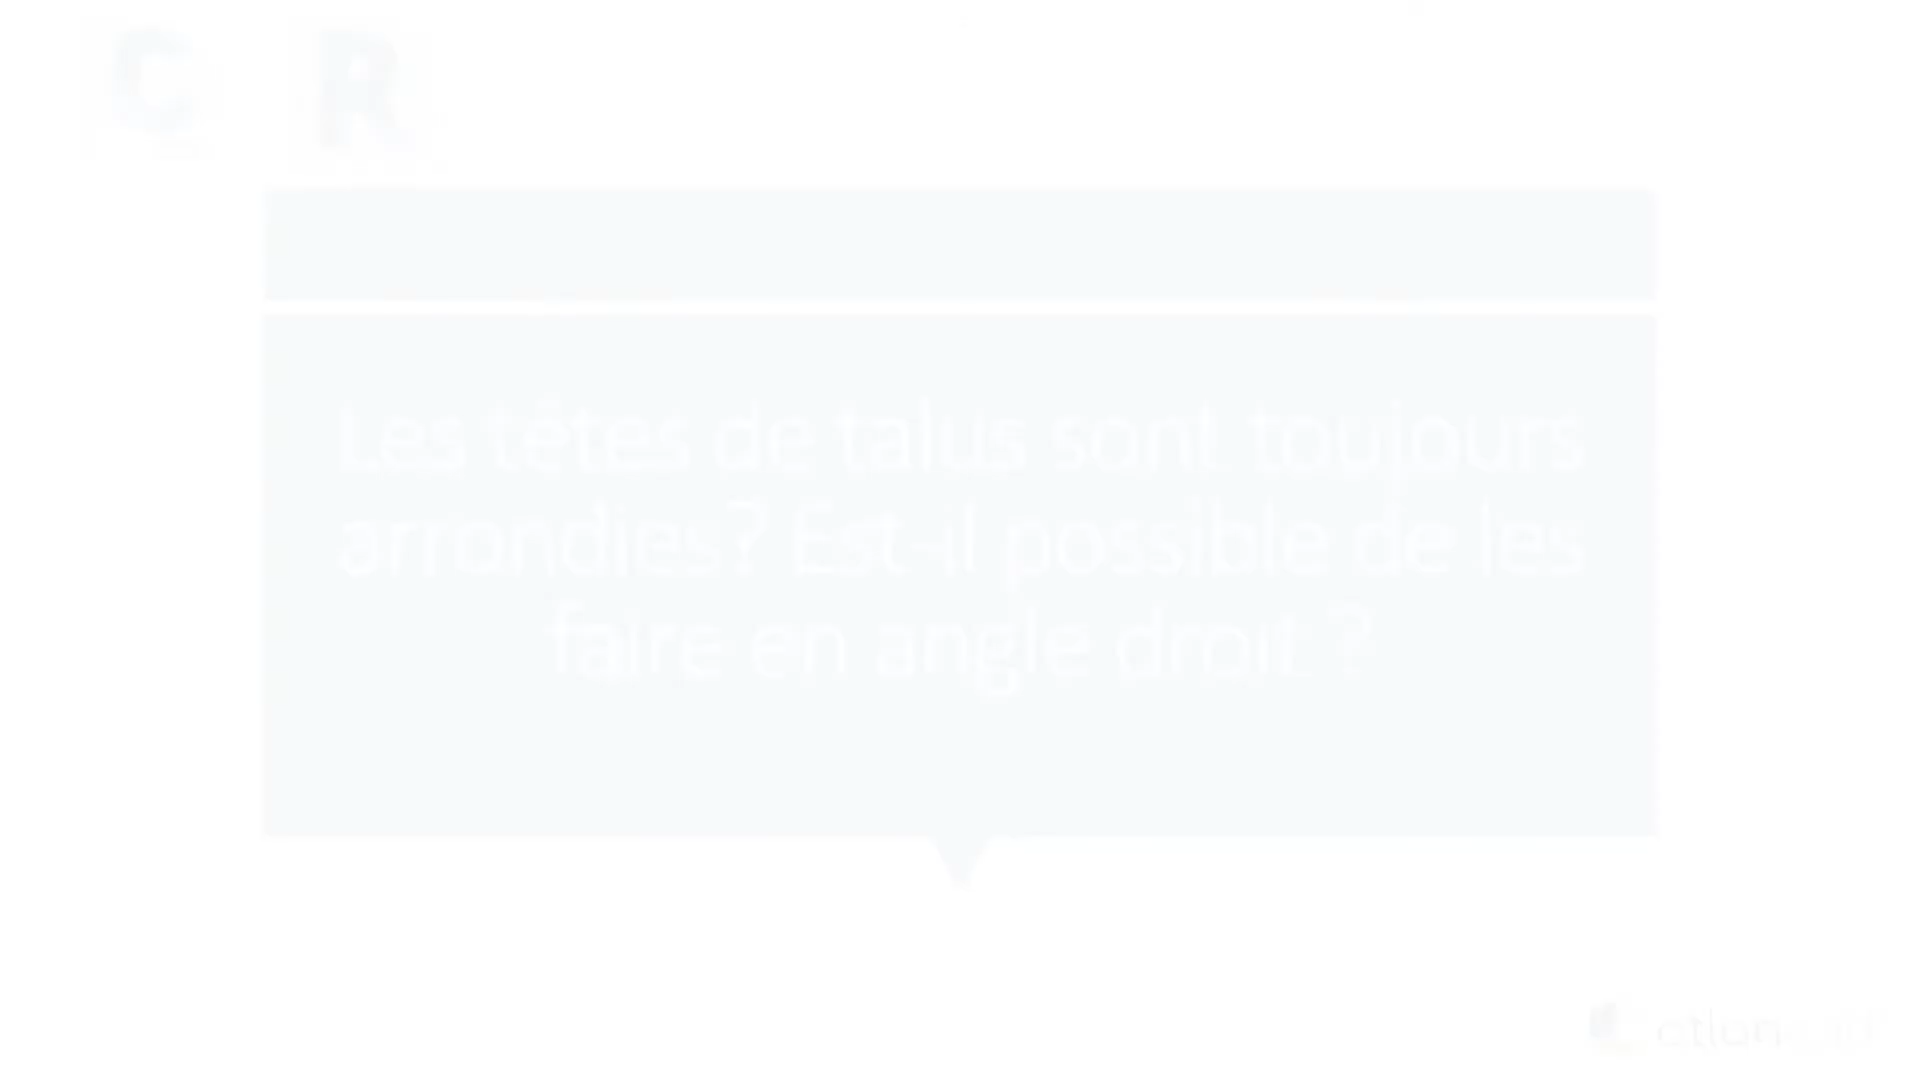 C R
Les têtes de talus sont toujours
arrondies? Est-il possible de les
faire en angle droit ?